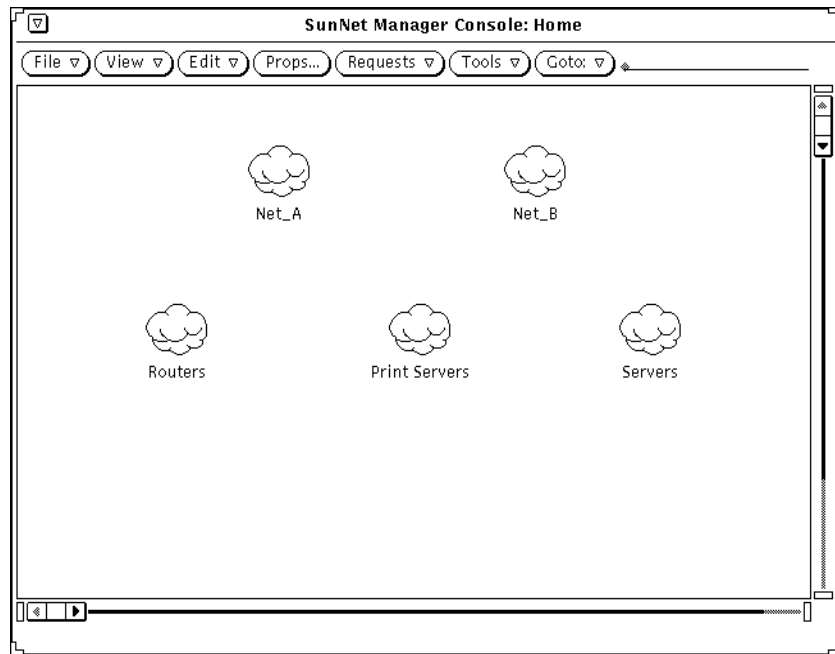 SunNet Manager Console: Home
File View Edit Props... Requests Tools Goto:
Net_A Net_B
Routers Print Servers Servers